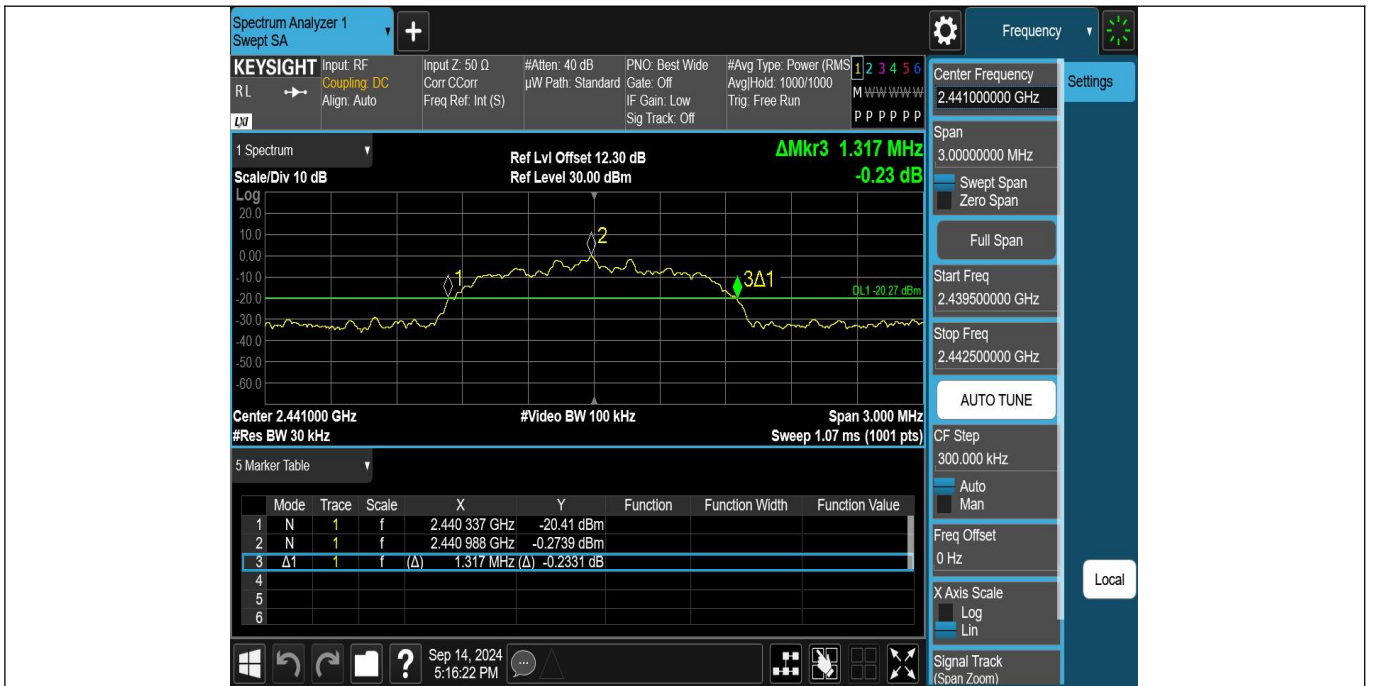 Spectrum Analyzer 1
Swept SA
+
Frequency
KEYSIGHT
RL
LXI
Input: RF
Coupling: DC
Align: Auto
Input Z: 50 Ω
Corr CCorr
Freq Ref: Int (S)
#Atten: 40 dB
µW Path: Standard
PNO: Best Wide
Gate: Off
IF Gain: Low
Sig Track: Off
#Avg Type: Power (RMS
Avg|Hold: 1000/1000
Trig: Free Run
1 2 3 4 5 6
M W W W W W
P P P P P P
1 Spectrum
Scale/Div 10 dB
Ref Lvl Offset 12.30 dB
Ref Level 30.00 dBm
ΔMkr3 1.317 MHz
-0.23 dB
Log
20.0
10.0
0.00
-10.0
-20.0
-30.0
-40.0
-50.0
-60.0
1
2
3Δ1
DL1 -20.27 dBm
Center 2.441000 GHz
#Video BW 100 kHz
Span 3.000 MHz
#Res BW 30 kHz
Sweep 1.07 ms (1001 pts)
5 Marker Table
Mode Trace Scale X Y Function Function Width Function Value
1 N 1 f 2.440 337 GHz -20.41 dBm
2 N 1 f 2.440 988 GHz -0.2739 dBm
3 Δ1 1 f (Δ) 1.317 MHz (Δ) -0.2331 dB
4
5
6
?
Sep 14, 2024
5:16:22 PM
Center Frequency
2.441000000 GHz
Settings
Span
3.00000000 MHz
Swept Span
Zero Span
Full Span
Start Freq
2.439500000 GHz
Stop Freq
2.442500000 GHz
AUTO TUNE
CF Step
300.000 kHz
Auto
Man
Freq Offset
0 Hz
Local
X Axis Scale
Log
Lin
Signal Track
(Span Zoom)